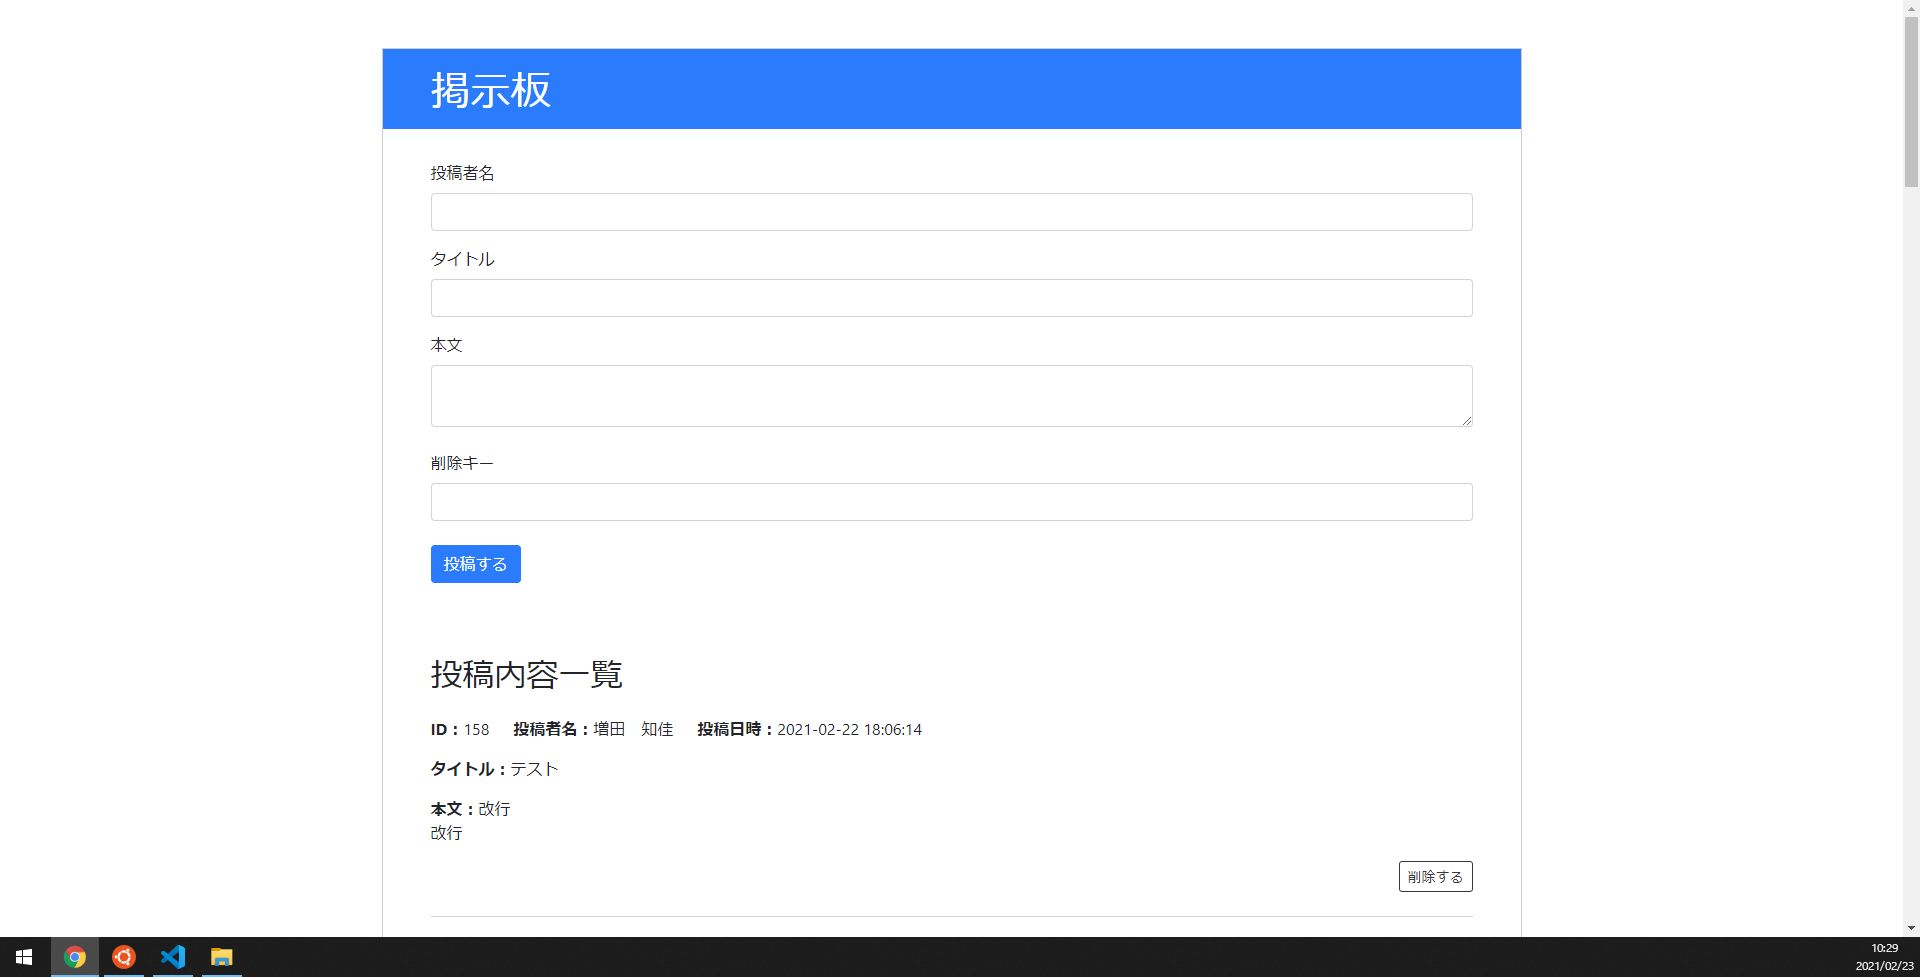 掲示板
投稿者名
タイトル
本文
削除キー
投稿する
投稿内容一覧
ID：158 投稿者名：増田　知佳 投稿日時：2021-02-22 18:06:14
タイトル：テスト
本文：改行
改行
削除する
10:29
2021/02/23